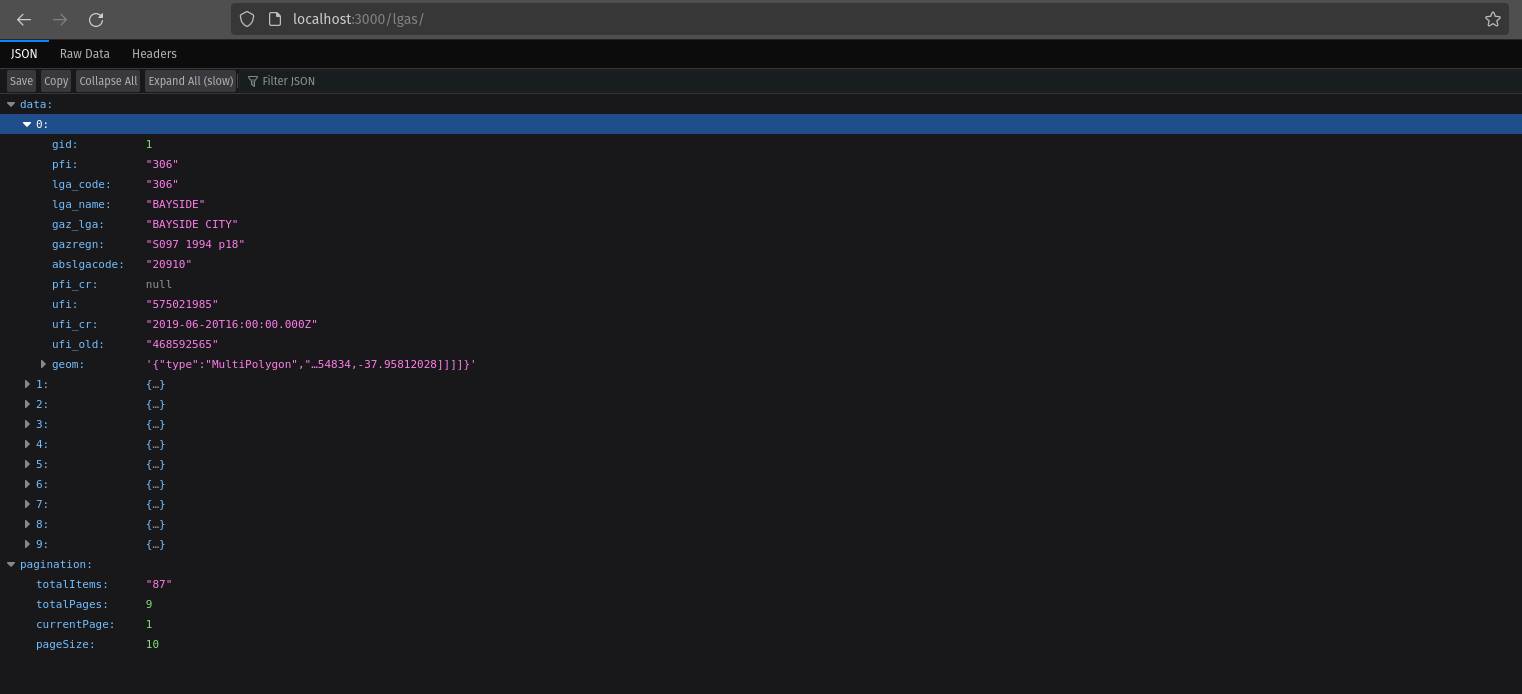 localhost:3000/lgas/
JSON Raw Data Headers
Save Copy Collapse All Expand All (slow) Filter JSON
data:
0:
gid: 1
pfi: "306"
lga_code: "306"
lga_name: "BAYSIDE"
gaz_lga: "BAYSIDE CITY"
gazregn: "S097 1994 p18"
abslgacode: "20910"
pfi_cr: null
ufi: "575021985"
ufi_cr: "2019-06-20T16:00:00.000Z"
ufi_old: "468592565"
geom: '{"type":"MultiPolygon","…54834,-37.95812028]]]]}'
1: {…}
2: {…}
3: {…}
4: {…}
5: {…}
6: {…}
7: {…}
8: {…}
9: {…}
pagination:
totalItems: "87"
totalPages: 9
currentPage: 1
pageSize: 10